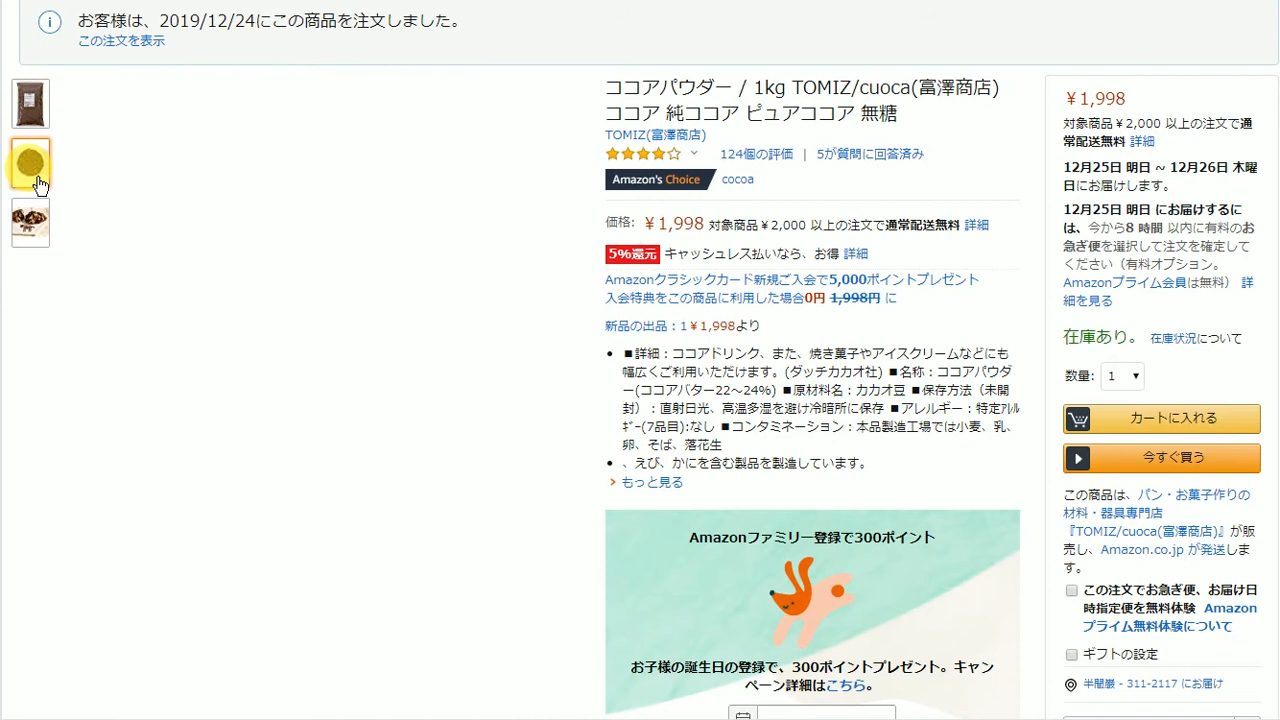 お客様は、2019/12/24にこの商品を注文しました。
この注文を表示
ココアパウダー / 1kg TOMIZ/cuoca(富澤商店)
ココア 純ココア ピュアココア 無糖
TOMIZ(富澤商店)
124個の評価 | 5が質問に回答済み
Amazon's Choice cocoa
価格: ￥1,998 対象商品￥2,000 以上の注文で通常配送無料 詳細
5%還元 キャッシュレス払いなら、お得 詳細
Amazonクラシックカード新規ご入会で5,000ポイントプレゼント
入会特典をこの商品に利用した場合0円 1,998円 に
新品の出品：1￥1,998より
■詳細：ココアドリンク、また、焼き菓子やアイスクリームなどにも
幅広くご利用いただけます。(ダッチカカオ社) ■名称：ココアパウダ
ー(ココアバター22～24%) ■原材料名：カカオ豆 ■保存方法（未開
封）：直射日光、高温多湿を避け冷暗所に保存 ■アレルギー：特定ｱﾚﾙ
ｷﾞｰ(7品目):なし ■コンタミネーション：本品製造工場では小麦、乳、
卵、そば、落花生
、えび、かにを含む製品を製造しています。
もっと見る
Amazonファミリー登録で300ポイント
お子様の誕生日の登録で、300ポイントプレゼント。キャン
ペーン詳細はこちら。
￥1,998
対象商品￥2,000 以上の注文で通
常配送無料 詳細
12月25日 明日 ~ 12月26日 木曜
日にお届けします。
12月25日 明日 にお届けするに
は、今から8 時間 以内に有料のお
急ぎ便を選択して注文を確定して
ください（有料オプション。
Amazonプライム会員は無料） 詳
細を見る
在庫あり。 在庫状況について
数量: 1
カートに入れる
今すぐ買う
この商品は、パン・お菓子作りの
材料・器具専門店
『TOMIZ/cuoca(富澤商店)』が販
売し、Amazon.co.jp が発送しま
す。
この注文でお急ぎ便、お届け日
時指定便を無料体験 Amazon
プライム無料体験について
ギフトの設定
半間巌 - 311-2117 にお届け